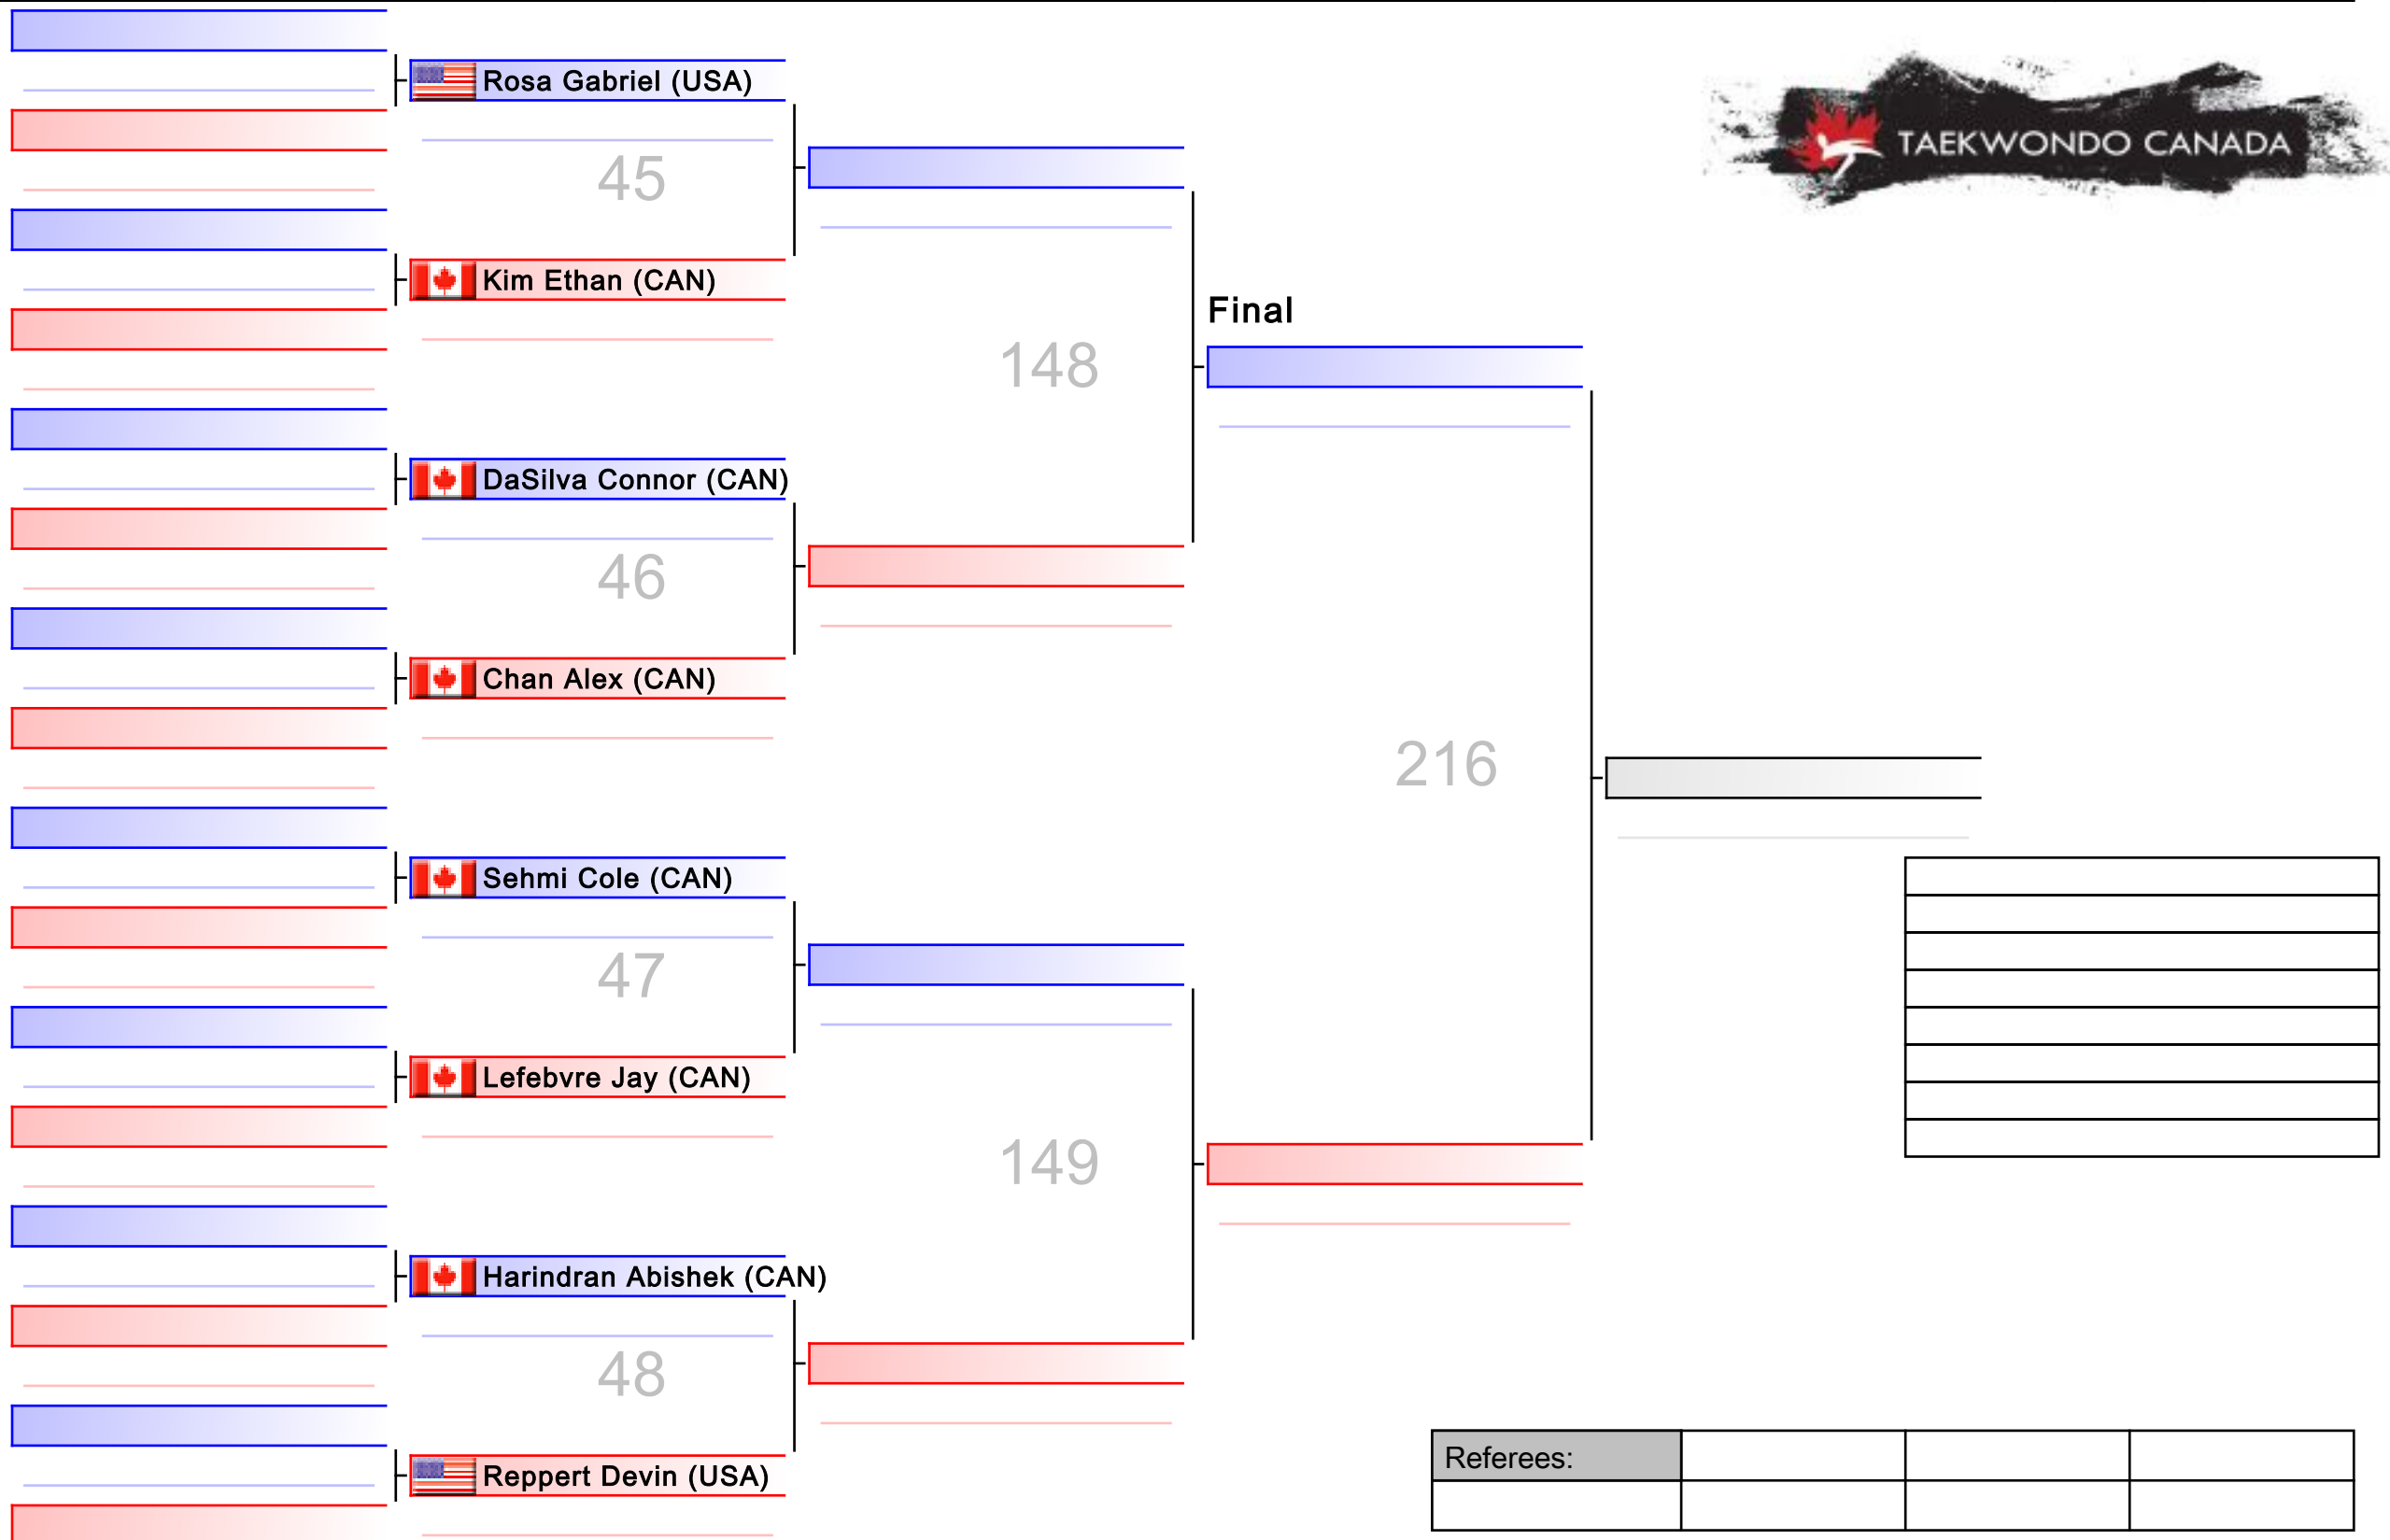 Rosa Gabriel (USA)
TAEKWONDO CANADA
45
Kim Ethan (CAN)
Final
148
DaSilva Connor (CAN)
46
Chan Alex (CAN)
216
Sehmi Cole (CAN)
47
Lefebvre Jay (CAN)
149
Harindran Abishek (CAN)
48
Referees:
Reppert Devin (USA)